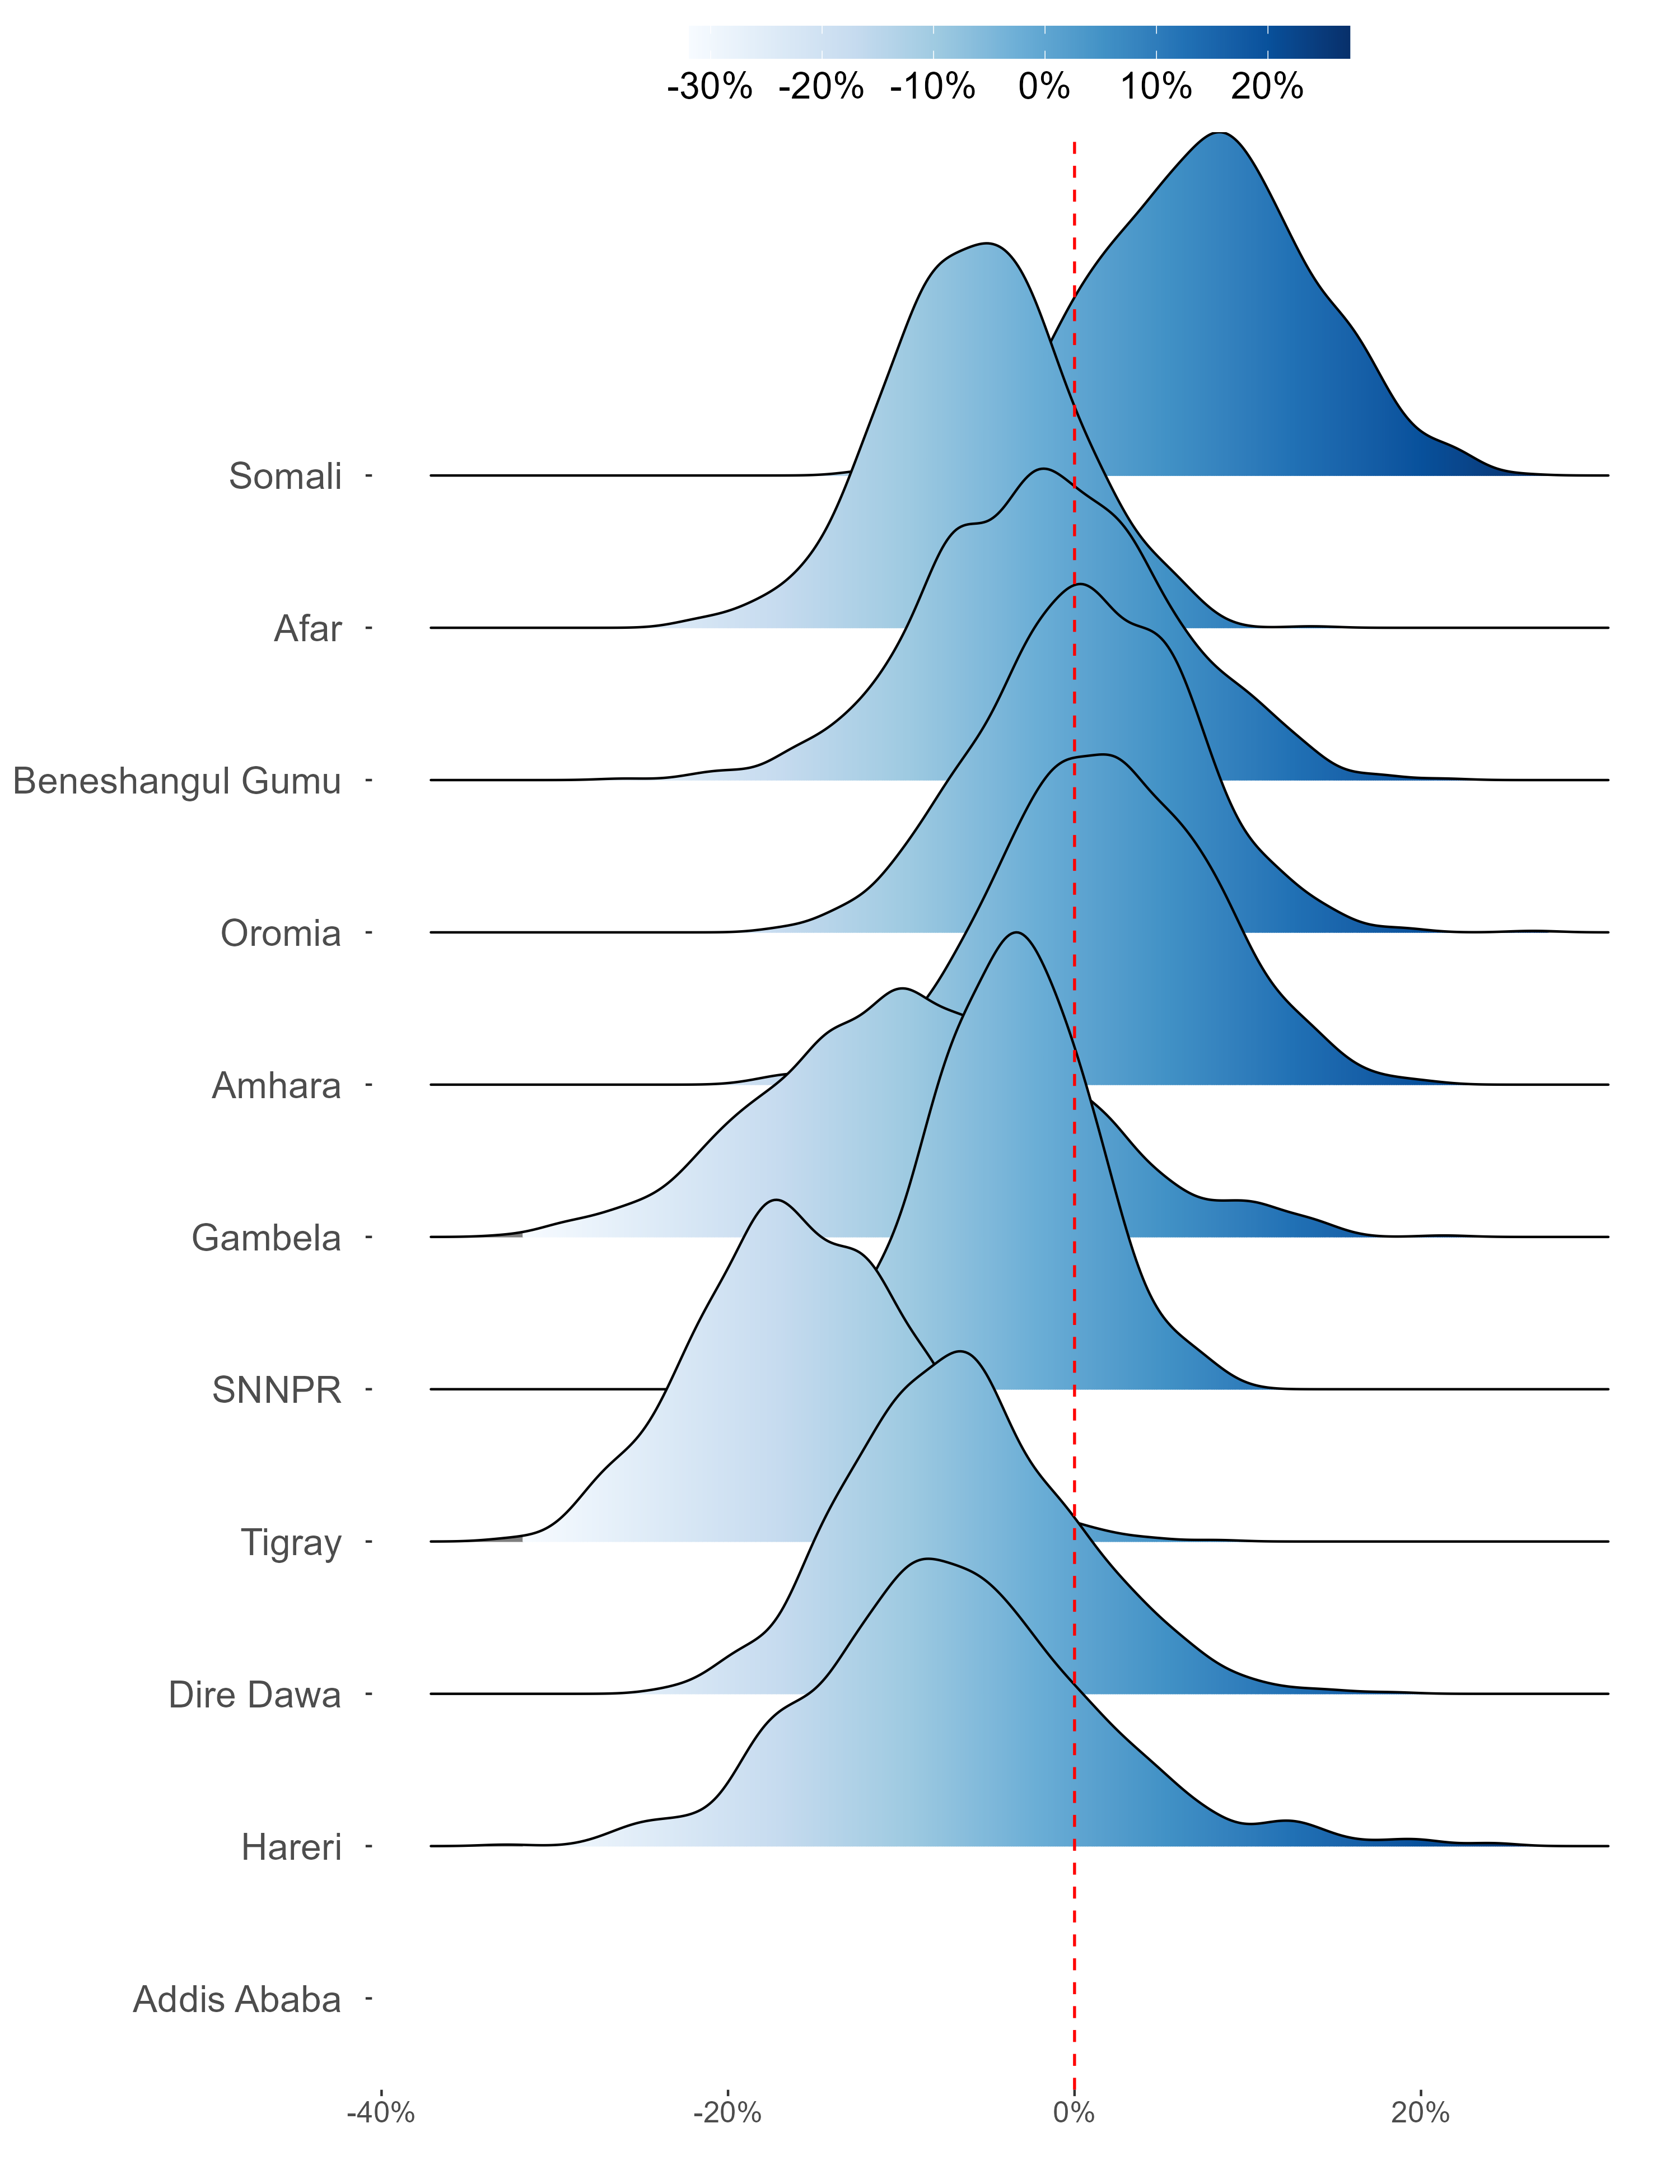 -30% -20% -10% 0% 10% 20%
Somali
Afar
Beneshangul Gumu
Oromia
Amhara
Gambela
SNNPR
Tigray
Dire Dawa
Hareri
Addis Ababa
-40% -20% 0% 20%